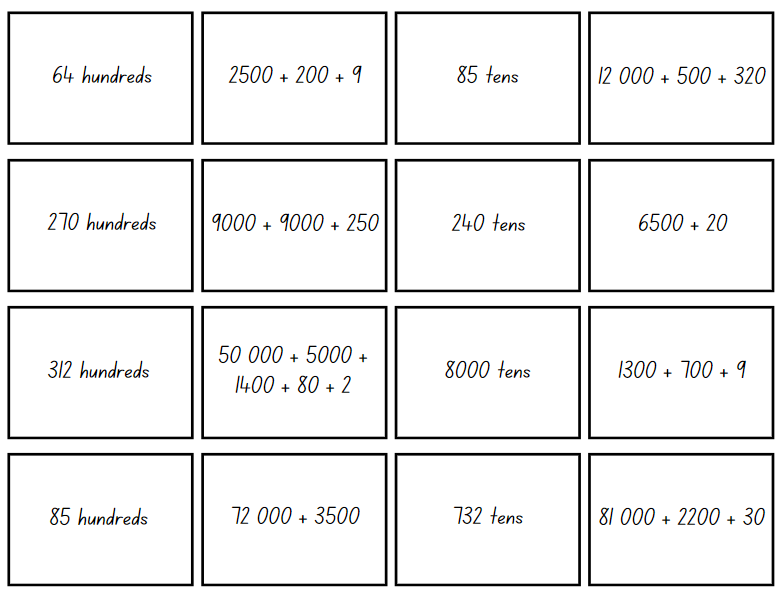 64 hundreds
2500 + 200 + 9
85 tens
12 000 + 500 + 320
270 hundreds
9000 + 9000 + 250
240 tens
6500 + 20
312 hundreds
50 000 + 5000 +
1400 + 80 + 2
8000 tens
1300 + 700 + 9
85 hundreds
72 000 + 3500
732 tens
81 000 + 2200 + 30